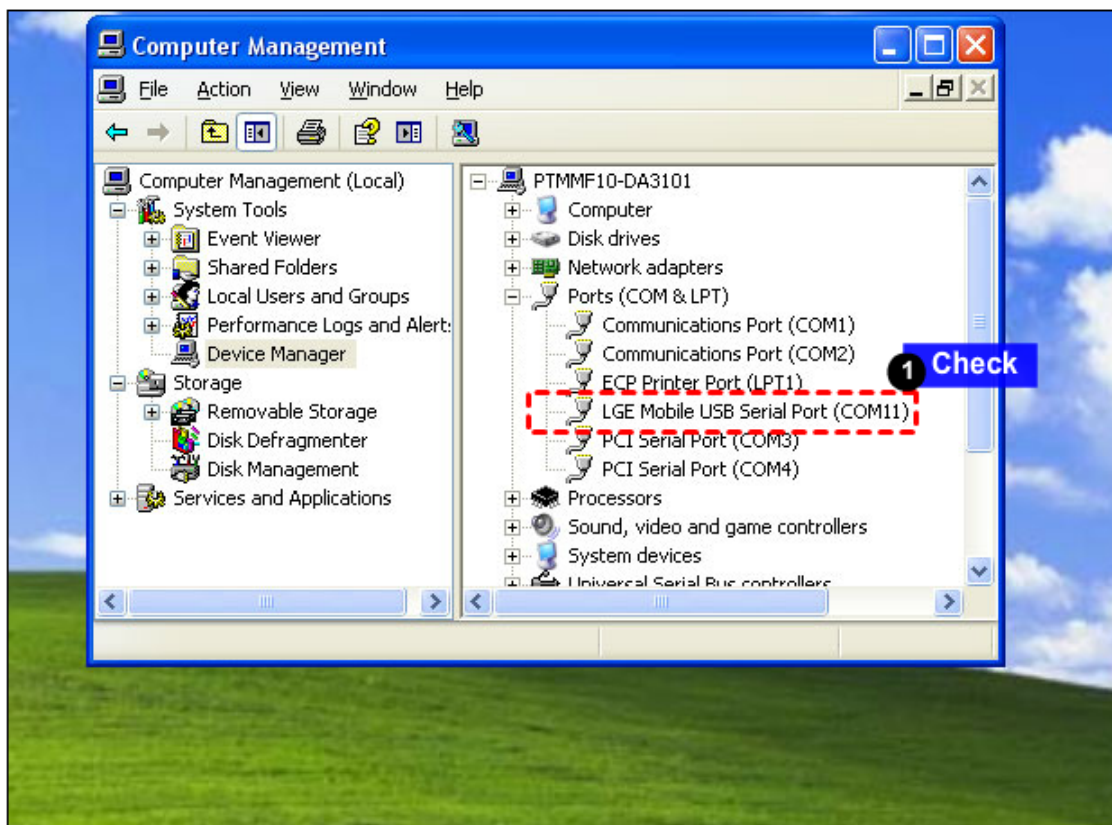 Computer Management
File Action View Window Help
Computer Management (Local)
System Tools
Event Viewer
Shared Folders
Local Users and Groups
Performance Logs and Alert:
Device Manager
Storage
Removable Storage
Disk Defragmenter
Disk Management
Services and Applications
PTMMF10-DA3101
Computer
Disk drives
Network adapters
Ports (COM & LPT)
Communications Port (COM1)
Communications Port (COM2)
ECP Printer Port (LPT1)
1 Check
LGE Mobile USB Serial Port (COM11)
PCI Serial Port (COM3)
PCI Serial Port (COM4)
Processors
Sound, video and game controllers
System devices
Universal Serial Bus controllers